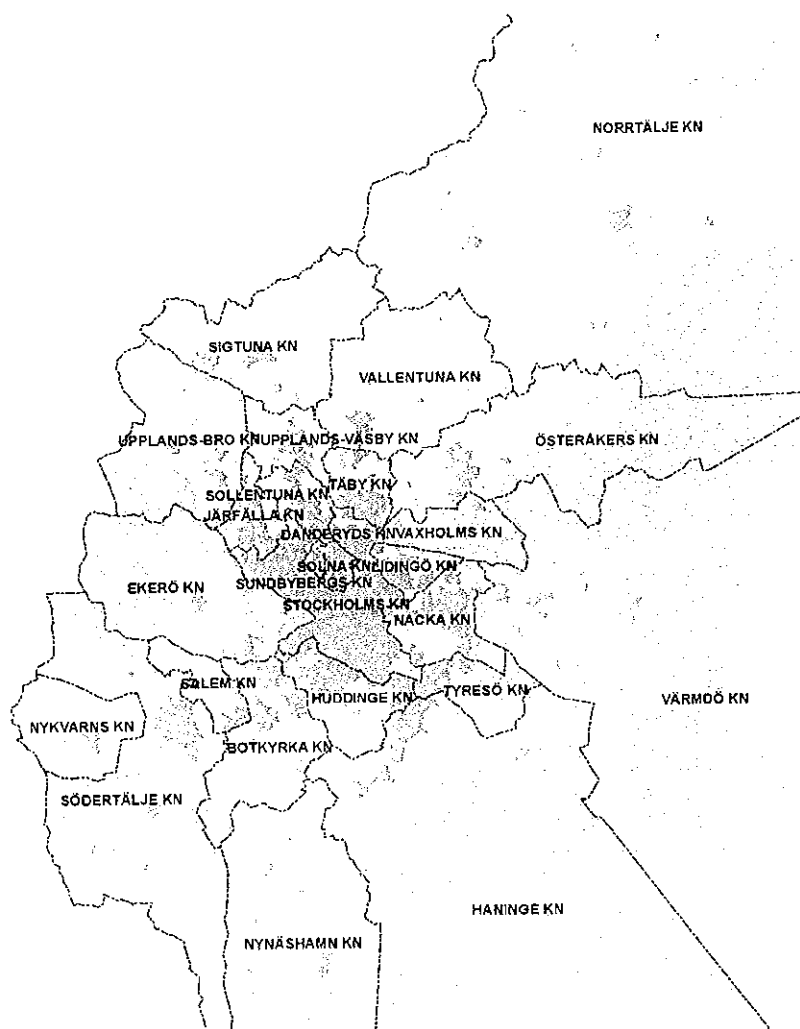 NORRTÄLJE KN
SIGTUNA KN
VALLENTUNA KN
UPPLANDS-BRO KN
UPPLANDS-VÄSBY KN
ÖSTERÅKERS KN
TÄBY KN
SOLLENTUNA KN
JÄRFÄLLA KN
DANDERYDS KN
VAXHOLMS KN
SOLNA KN
LIDINGÖ KN
EKERÖ KN
SUNDBYBERGS KN
STOCKHOLMS KN
NACKA KN
SALEM KN
HUDDINGE KN
TYRESÖ KN
VÄRMDÖ KN
NYKVARNS KN
BOTKYRKA KN
SÖDERTÄLJE KN
HANINGE KN
NYNÄSHAMN KN